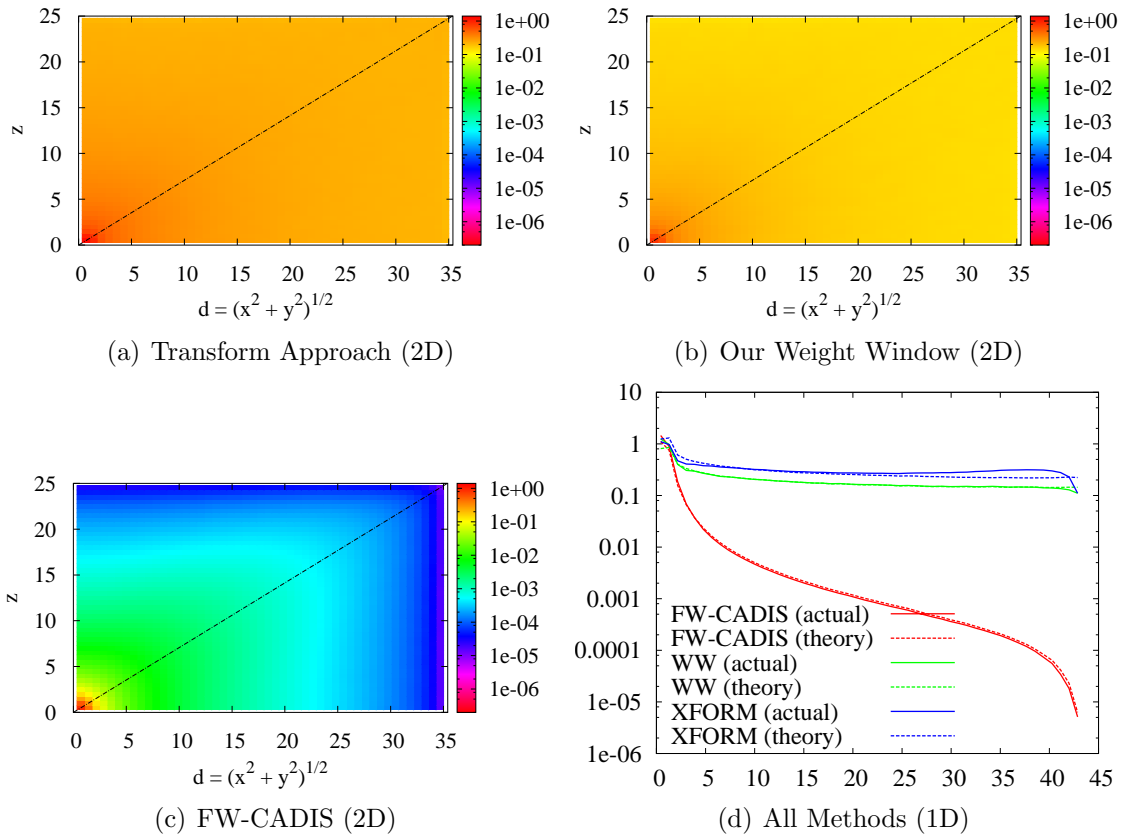 25
20
15
10
5
0
z
0 5 10 15 20 25 30 35
d = (x² + y²)^1/2
1e+00
1e-01
1e-02
1e-03
1e-04
1e-05
1e-06
(a) Transform Approach (2D)
25
20
15
10
5
0
z
0 5 10 15 20 25 30 35
d = (x² + y²)^1/2
1e+00
1e-01
1e-02
1e-03
1e-04
1e-05
1e-06
(b) Our Weight Window (2D)
25
20
15
10
5
0
z
0 5 10 15 20 25 30 35
d = (x² + y²)^1/2
1e+00
1e-01
1e-02
1e-03
1e-04
1e-05
1e-06
(c) FW-CADIS (2D)
10
1
0.1
0.01
0.001
0.0001
1e-05
1e-06
FW-CADIS (actual)
FW-CADIS (theory)
WW (actual)
WW (theory)
XFORM (actual)
XFORM (theory)
0 5 10 15 20 25 30 35 40 45
(d) All Methods (1D)